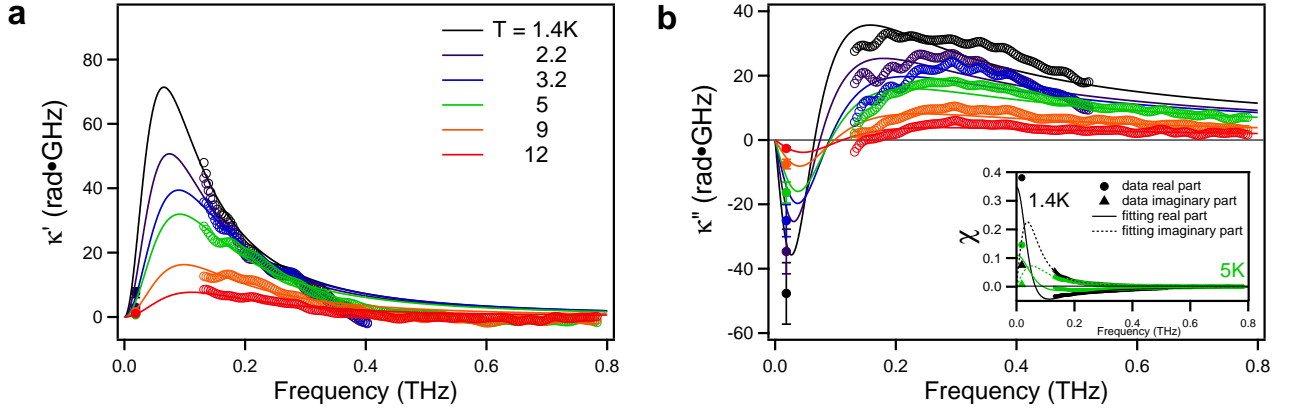 a
κ' (rad•GHz)
80
60
40
20
0
0.0
0.2
0.4
0.6
0.8
Frequency (THz)
T = 1.4K
2.2
3.2
5
9
12
b
κ" (rad•GHz)
40
20
0
-20
-40
-60
0.0
0.2
0.4
0.6
0.8
Frequency (THz)
χ
0.4
0.3
0.2
0.1
0.0
0.0
0.2
0.4
0.6
0.8
Frequency (THz)
1.4K
data real part
data imaginary part
fitting real part
fitting imaginary part
5K